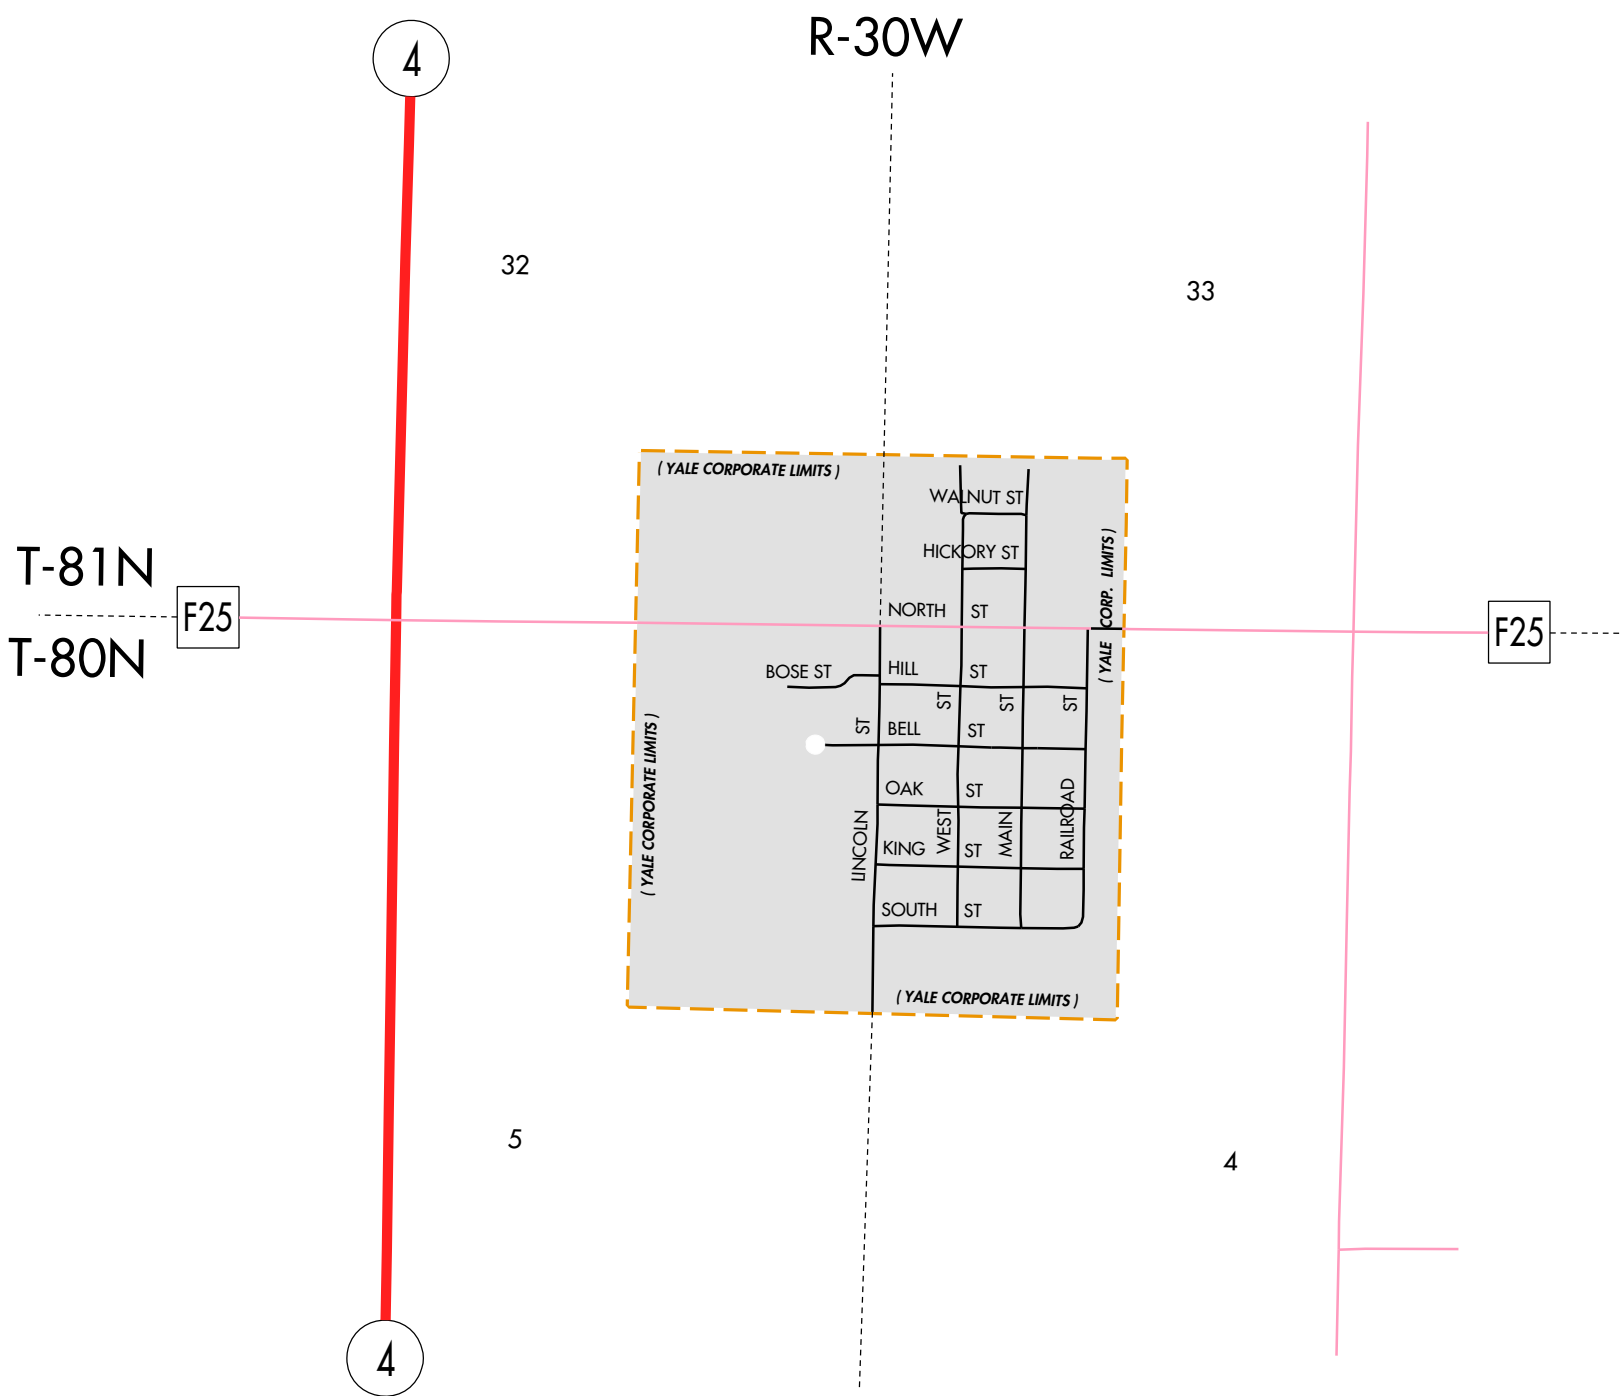 R-30W
4
32
33
( YALE CORPORATE LIMITS )
WALNUT ST
HICKORY ST
( YALE CORP. LIMITS )
T-81N
F25
NORTH ST
F25
T-80N
BOSE ST
HILL ST
ST
ST
ST
ST
BELL ST
( YALE CORPORATE LIMITS )
OAK ST
LINCOLN
WEST
MAIN
RAILROAD
KING ST
SOUTH ST
( YALE CORPORATE LIMITS )
5
4
4